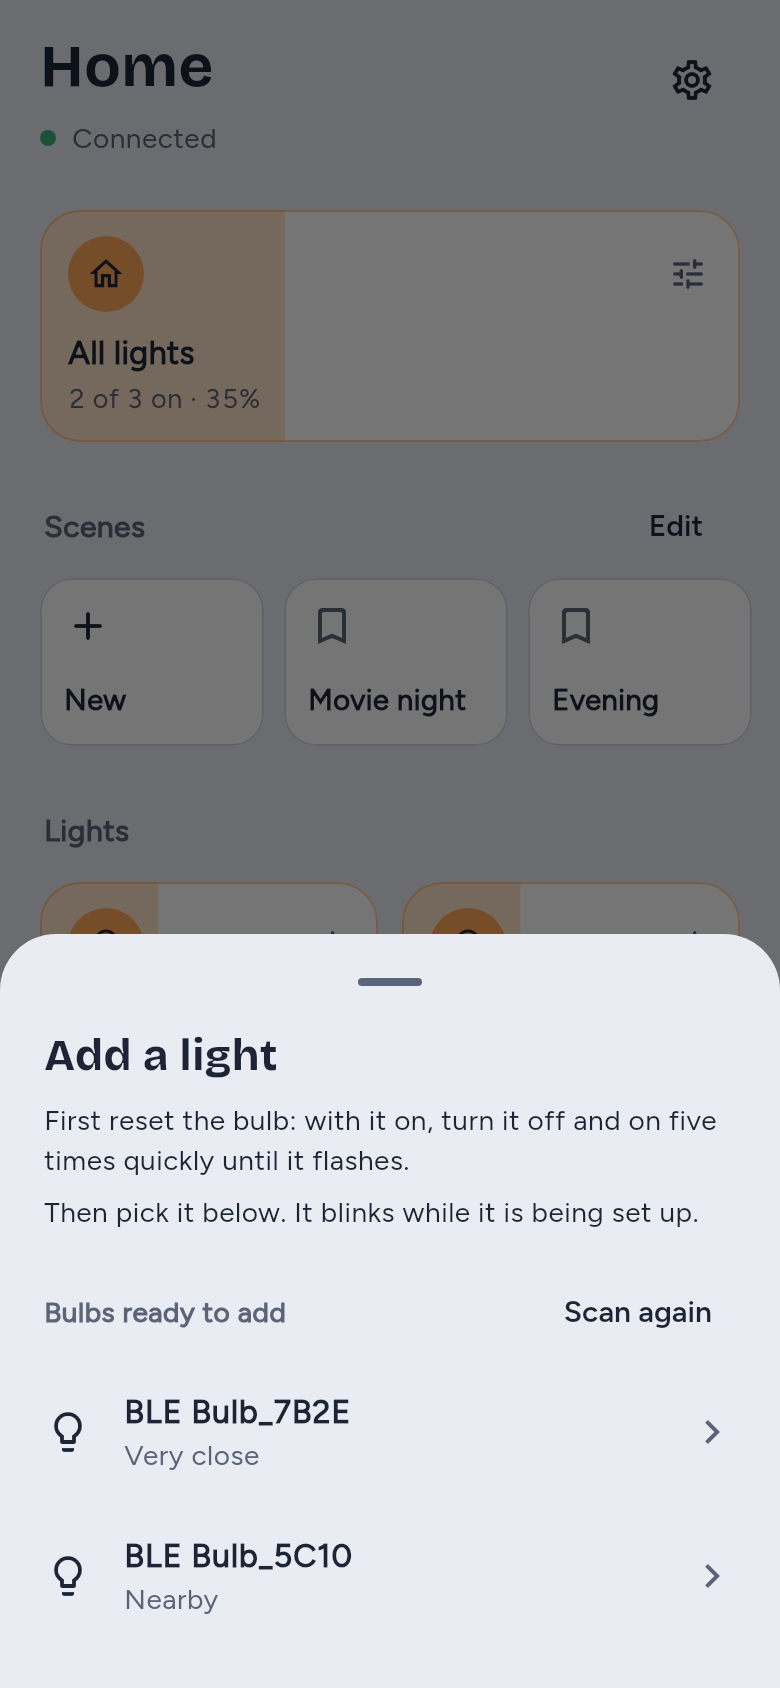 Home
Connected
All lights
2 of 3 on · 35%
Scenes
Edit
New
Movie night
Evening
Lights
Add a light
First reset the bulb: with it on, turn it off and on five
times quickly until it flashes.
Then pick it below. It blinks while it is being set up.
Bulbs ready to add
Scan again
BLE Bulb_7B2E
Very close
BLE Bulb_5C10
Nearby